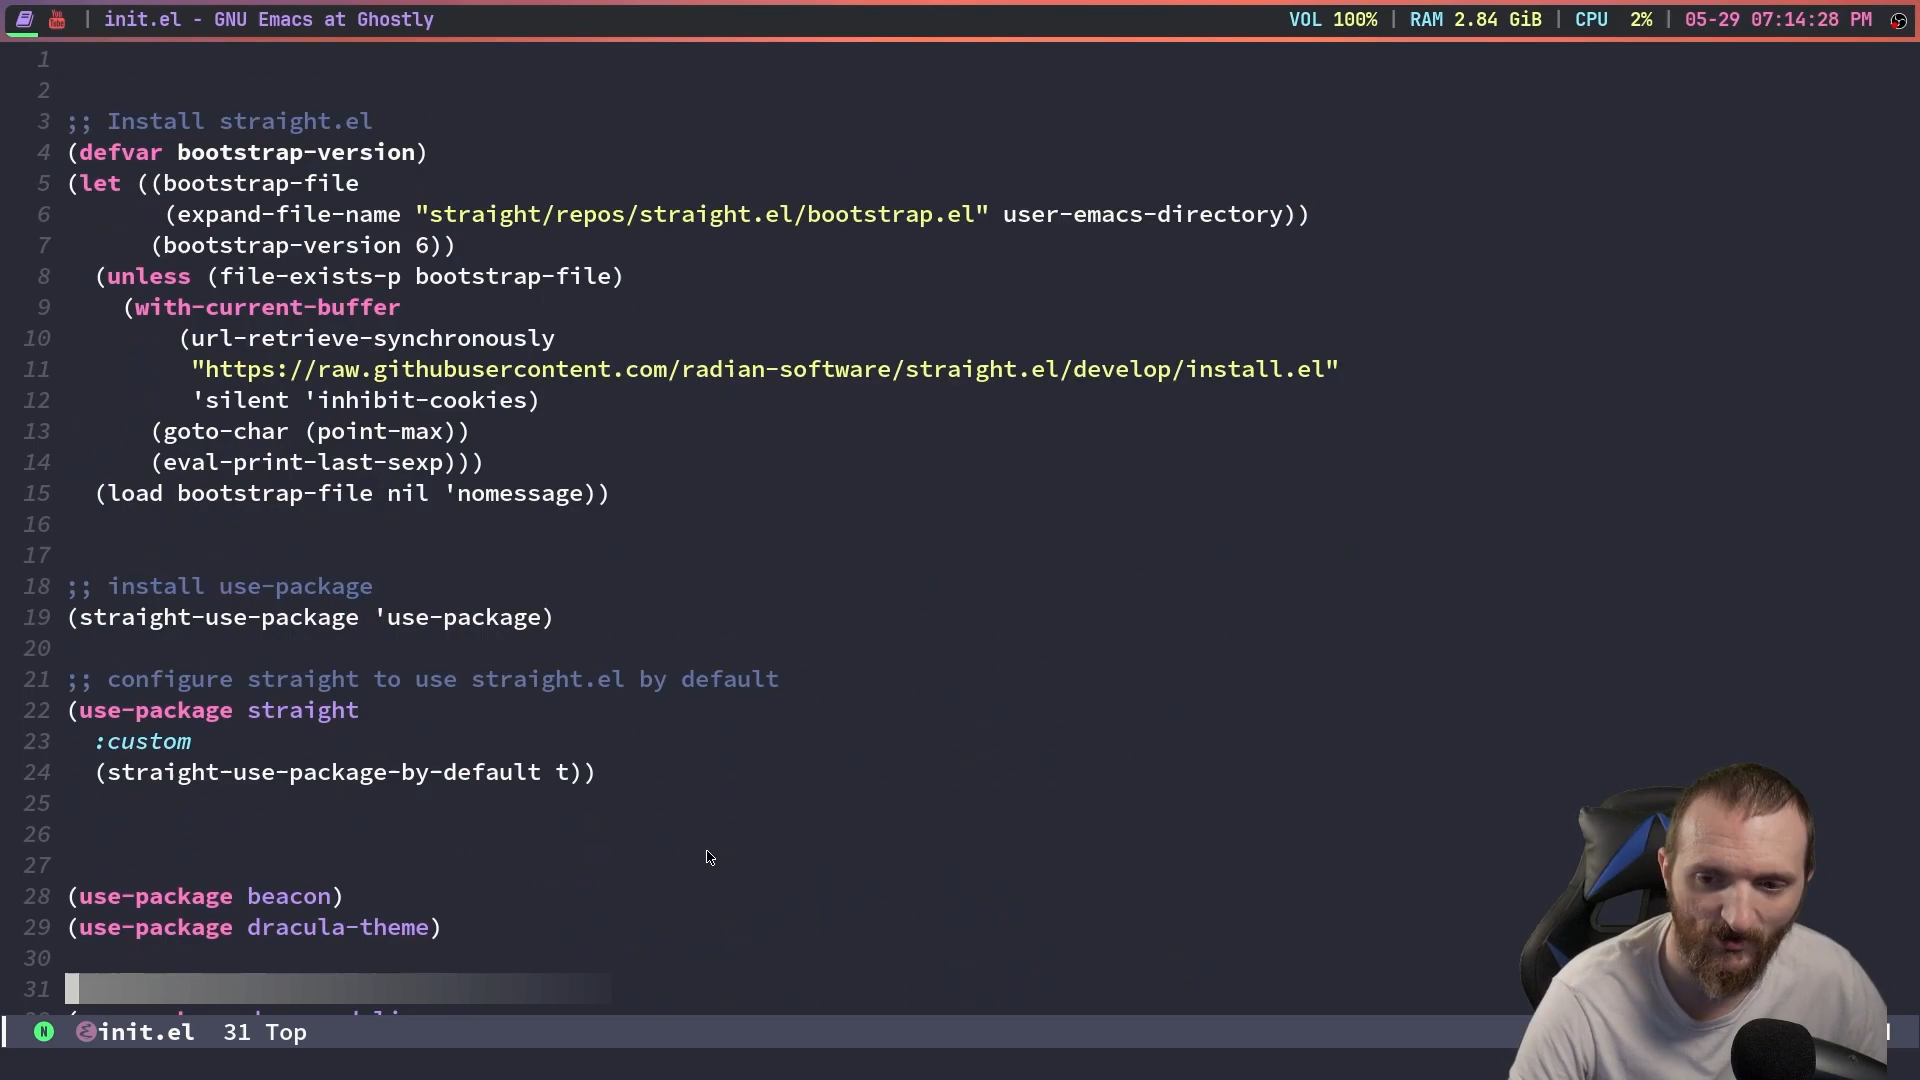 You Tube | init.el - GNU Emacs at Ghostly VOL 100% | RAM 2.84 GiB | CPU 2% | 05-29 07:14:28 PM
1
2
3 ;; Install straight.el
4 (defvar bootstrap-version)
5 (let ((bootstrap-file
6 (expand-file-name "straight/repos/straight.el/bootstrap.el" user-emacs-directory))
7 (bootstrap-version 6))
8 (unless (file-exists-p bootstrap-file)
9 (with-current-buffer
10 (url-retrieve-synchronously
11 "https://raw.githubusercontent.com/radian-software/straight.el/develop/install.el"
12 'silent 'inhibit-cookies)
13 (goto-char (point-max))
14 (eval-print-last-sexp)))
15 (load bootstrap-file nil 'nomessage))
16
17
18 ;; install use-package
19 (straight-use-package 'use-package)
20
21 ;; configure straight to use straight.el by default
22 (use-package straight
23 :custom
24 (straight-use-package-by-default t))
25
26
27
28 (use-package beacon)
29 (use-package dracula-theme)
30
31
N init.el 31 Top